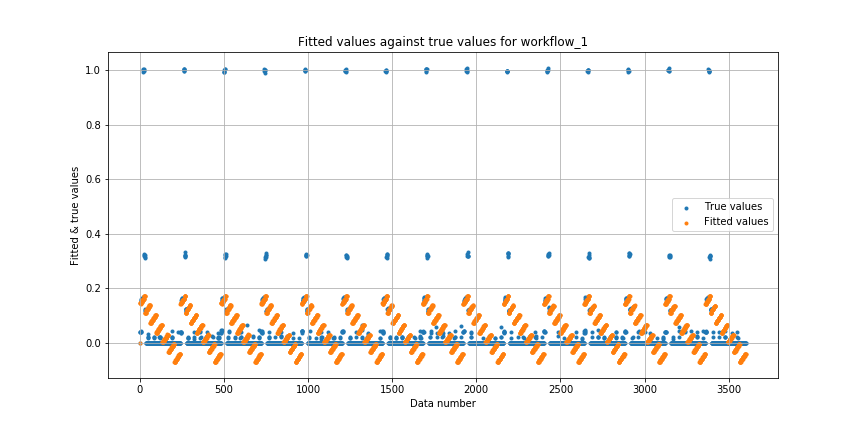 Fitted values against true values for workflow_1
Fitted & true values
1.0
0.8
0.6
0.4
0.2
0.0
True values
Fitted values
0 500 1000 1500 2000 2500 3000 3500
Data number